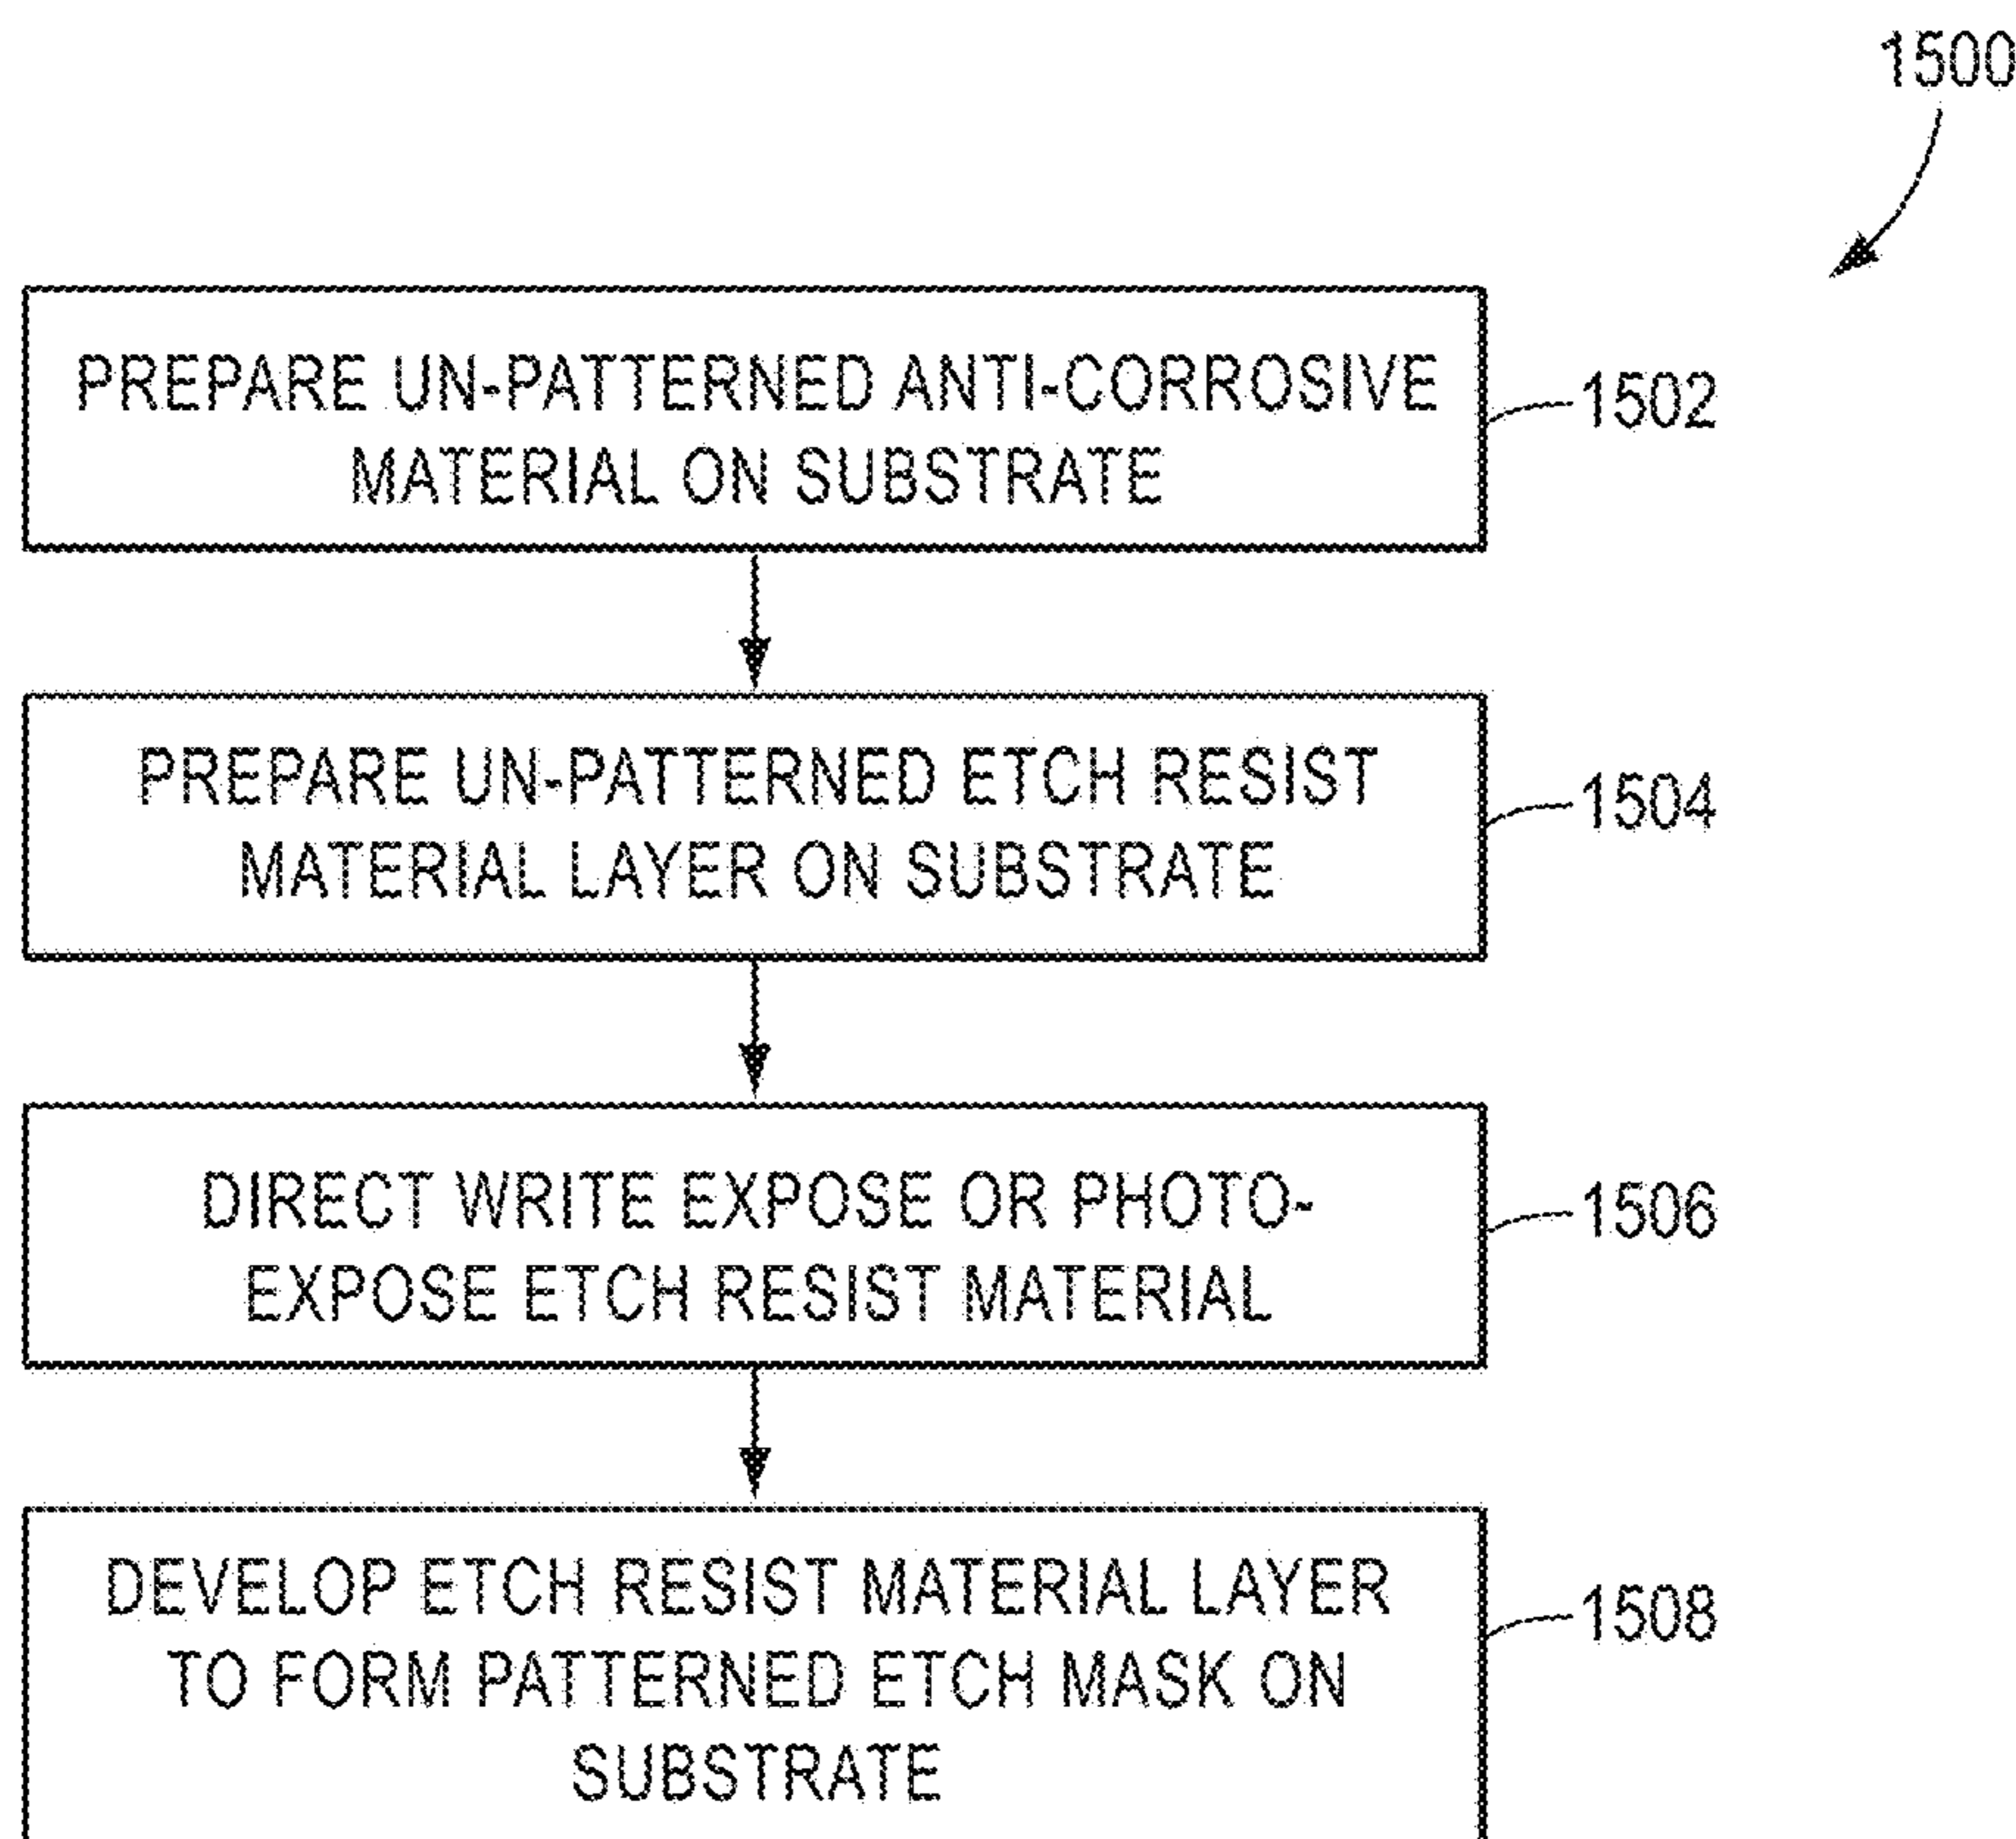 1500
PREPARE UN-PATTERNED ANTI-CORROSIVE
MATERIAL ON SUBSTRATE
1502
PREPARE UN-PATTERNED ETCH RESIST
MATERIAL LAYER ON SUBSTRATE
1504
DIRECT WRITE EXPOSE OR PHOTO-
EXPOSE ETCH RESIST MATERIAL
1506
DEVELOP ETCH RESIST MATERIAL LAYER
TO FORM PATTERNED ETCH MASK ON
SUBSTRATE
1508